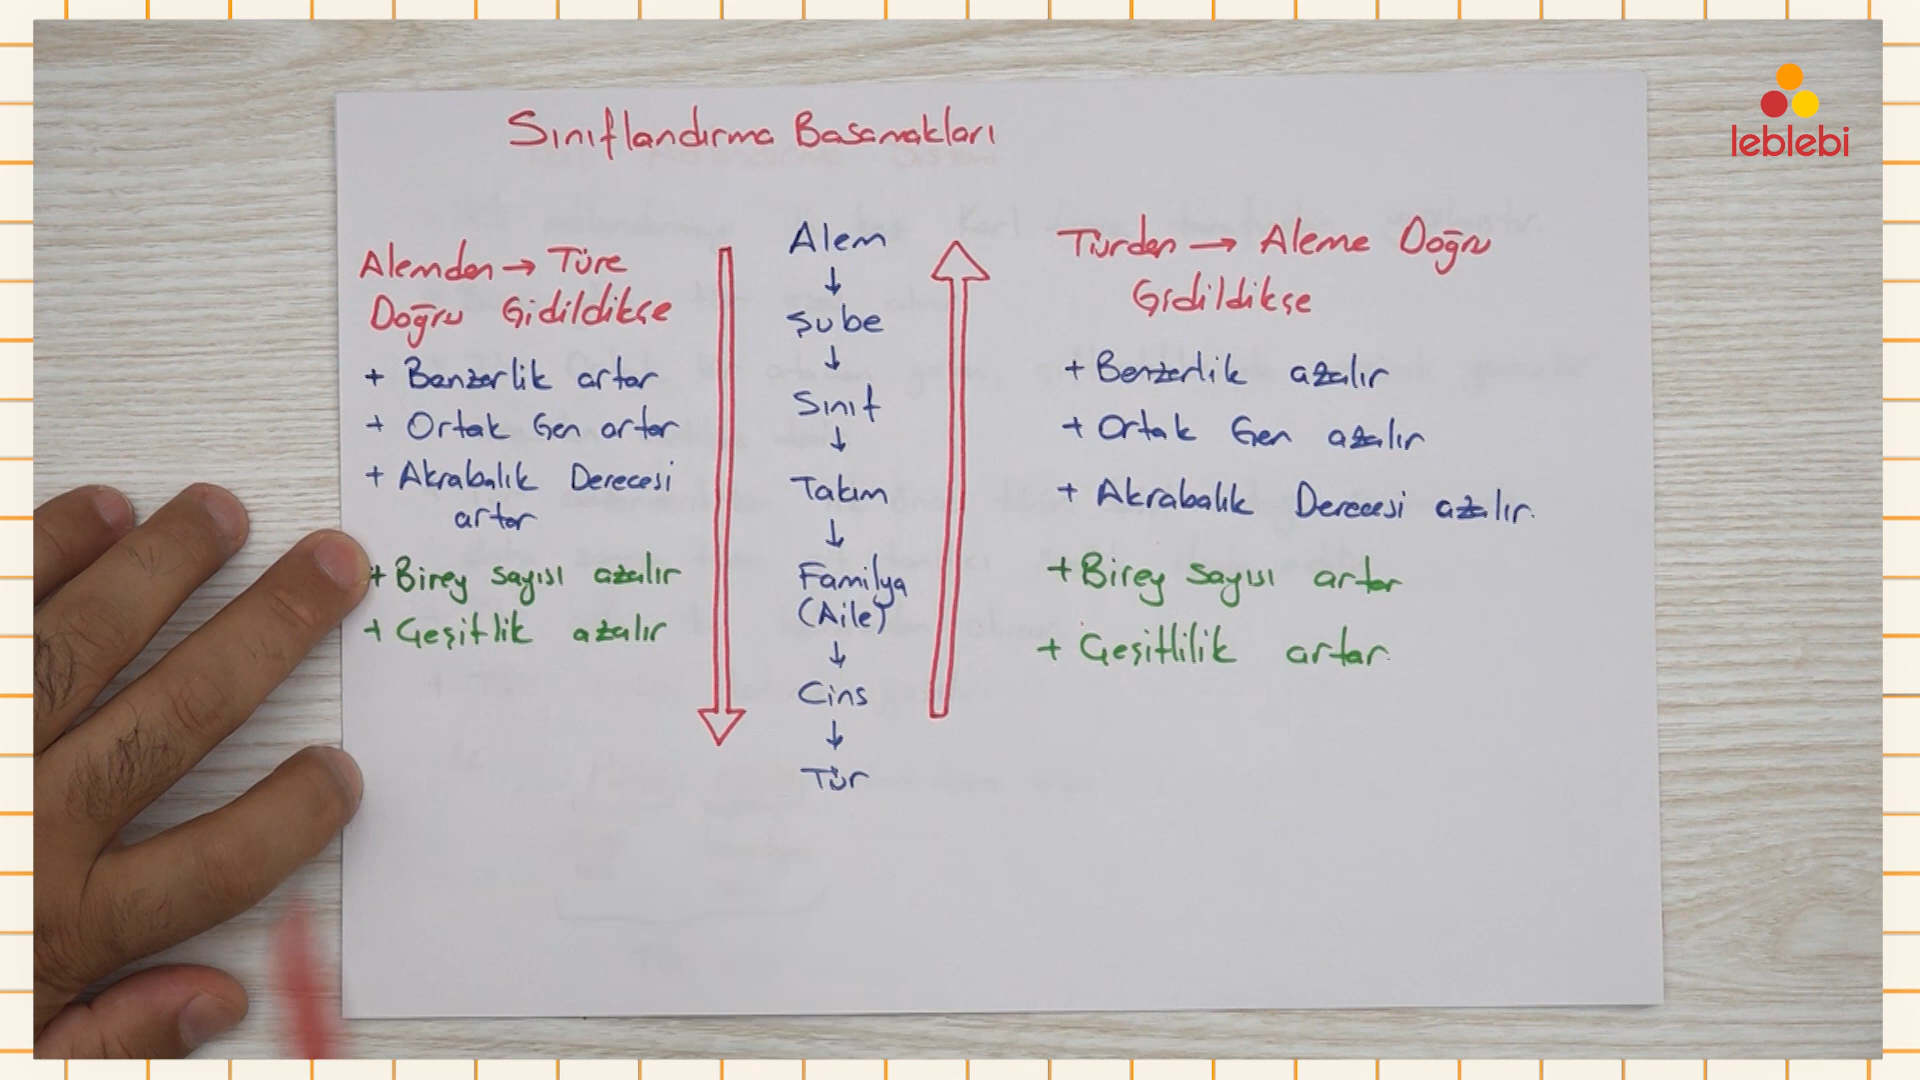 Sınıflandırma Basamakları
leblebi
Alemden → Türe
Doğru Gidildikçe
+ Benzerlik artar
+ Ortak Gen artar
+ Akrabalık Derecesi
artar
+ Birey sayısı azalır
+ Çeşitlik azalır
Alem
↓
Şube
↓
Sınıf
↓
Takım
↓
Familya
(Aile)
↓
Cins
↓
Tür
Türden → Aleme Doğru
Gidildikçe
+ Benzerlik azalır
+ Ortak Gen azalır
+ Akrabalık Derecesi azalır.
+ Birey sayısı artar
+ Çeşitlilik artar.